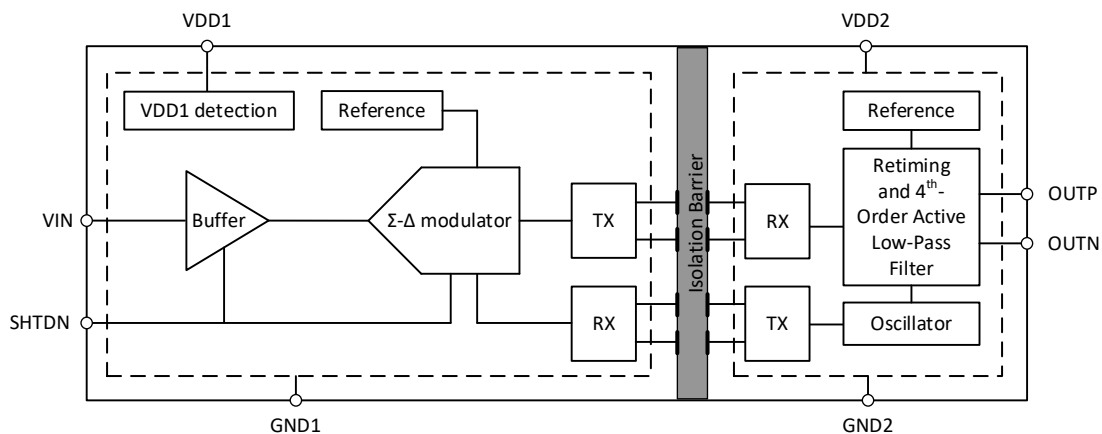 VDD1
VDD2
VDD1 detection
Reference
Reference
VIN
Buffer
Σ-Δ modulator
TX
Isolation Barrier
RX
Retiming
and 4th-
Order Active
Low-Pass
Filter
OUTP
OUTN
SHTDN
RX
TX
Oscillator
GND1
GND2